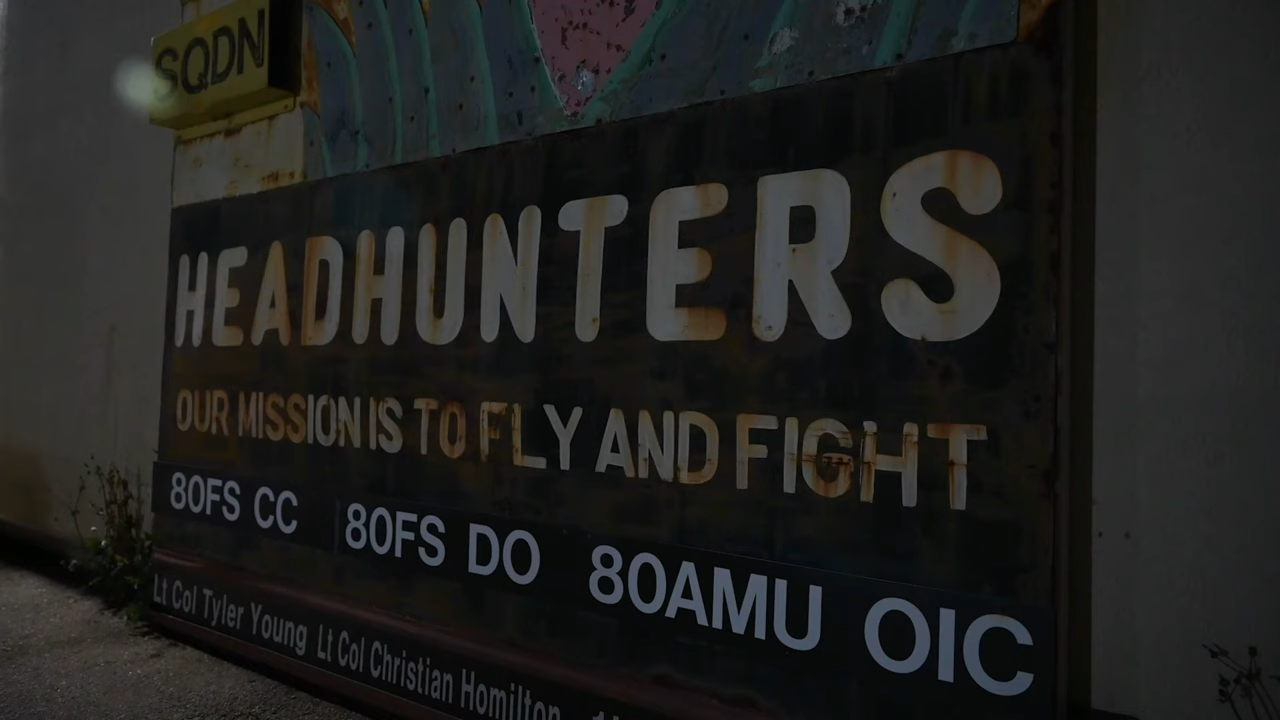 SQDN
HEADHUNTERS
OUR MISSION IS TO FLY AND FIGHT
80FS CC 80FS DO 80AMU OIC
Lt Col Tyler Young Lt Col Christian Homilton